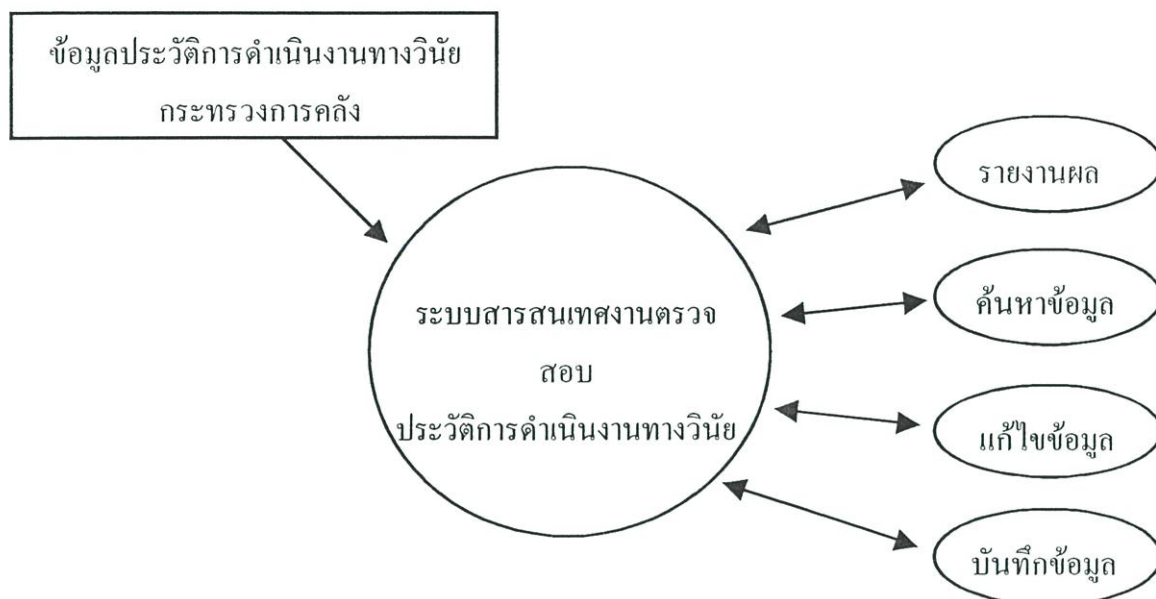 ข้อมูลประวัติการดำเนินงานทางวินัย
กระทรวงการคลัง
รายงานผล
ค้นหาข้อมูล
ระบบสารสนเทศงานตรวจ
สอบ
ประวัติการดำเนินงานทางวินัย
แก้ไขข้อมูล
บันทึกข้อมูล